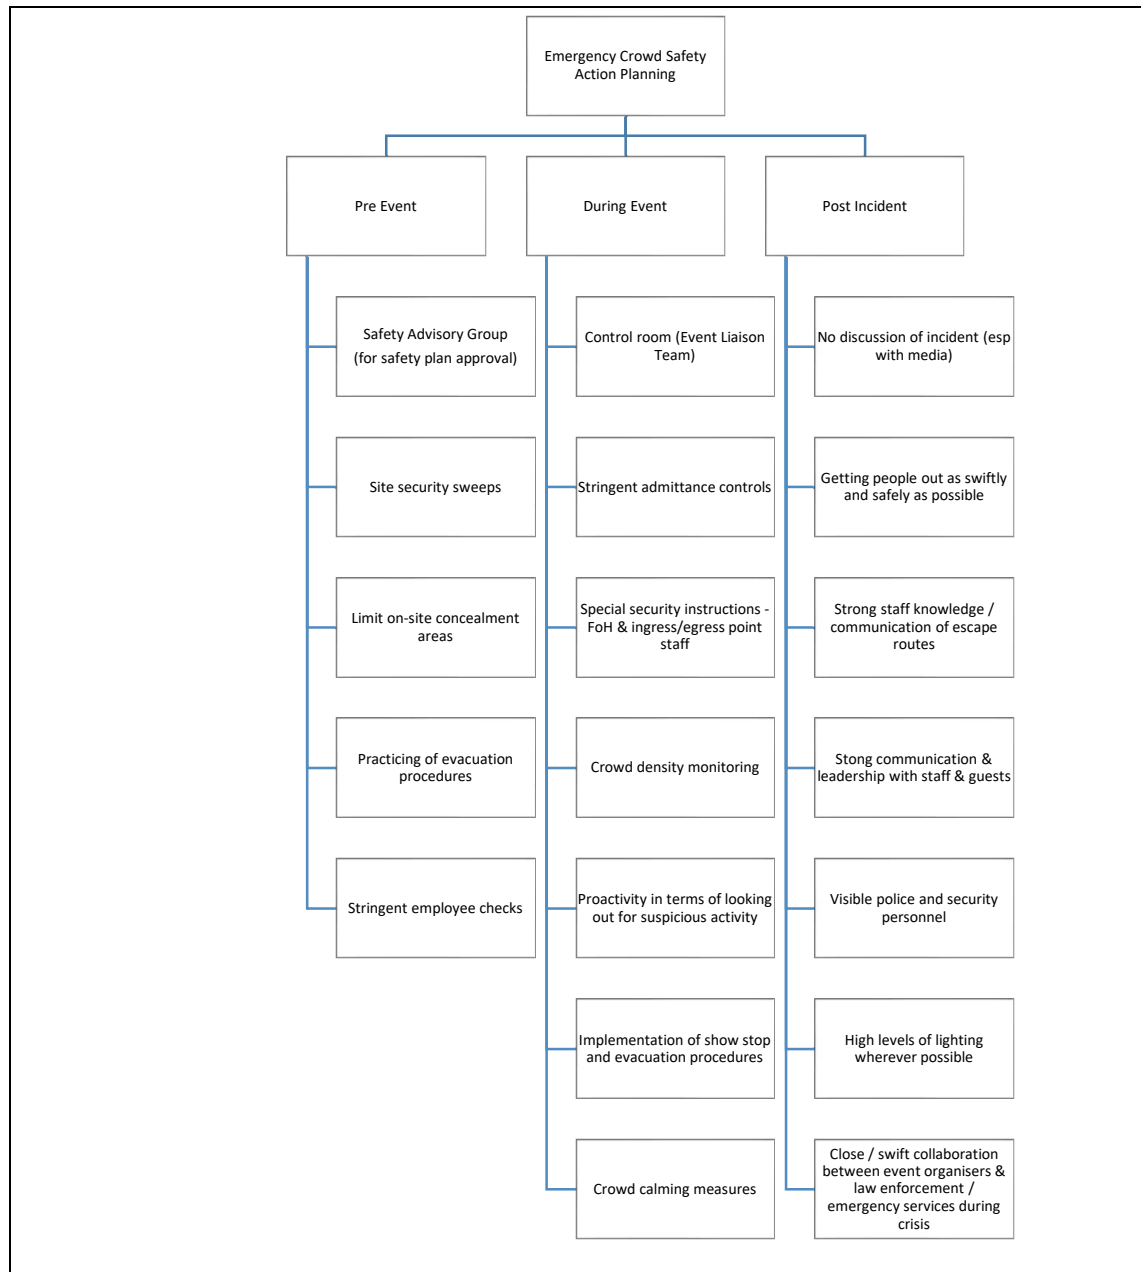 Emergency Crowd Safety
Action Planning
Pre Event
During Event
Post Incident
Safety Advisory Group
(for safety plan approval)
Site security sweeps
Limit on-site concealment
areas
Practicing of evacuation
procedures
Stringent employee checks
Control room (Event Liaison
Team)
Stringent admittance controls
Special security instructions -
FoH & ingress/egress point
staff
Crowd density monitoring
Proactivity in terms of looking
out for suspicious activity
Implementation of show stop
and evacuation procedures
Crowd calming measures
No discussion of incident (esp
with media)
Getting people out as swiftly
and safely as possible
Strong staff knowledge /
communication of escape
routes
Stong communication &
leadership with staff & guests
Visible police and security
personnel
High levels of lighting
wherever possible
Close / swift collaboration
between event organisers &
law enforcement /
emergency services during
crisis